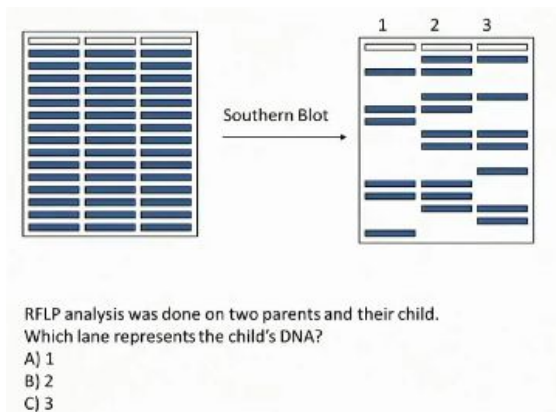 1 2 3
Southern Blot
RFLP analysis was done on two parents and their child.
Which lane represents the child's DNA?
A) 1
B) 2
C) 3